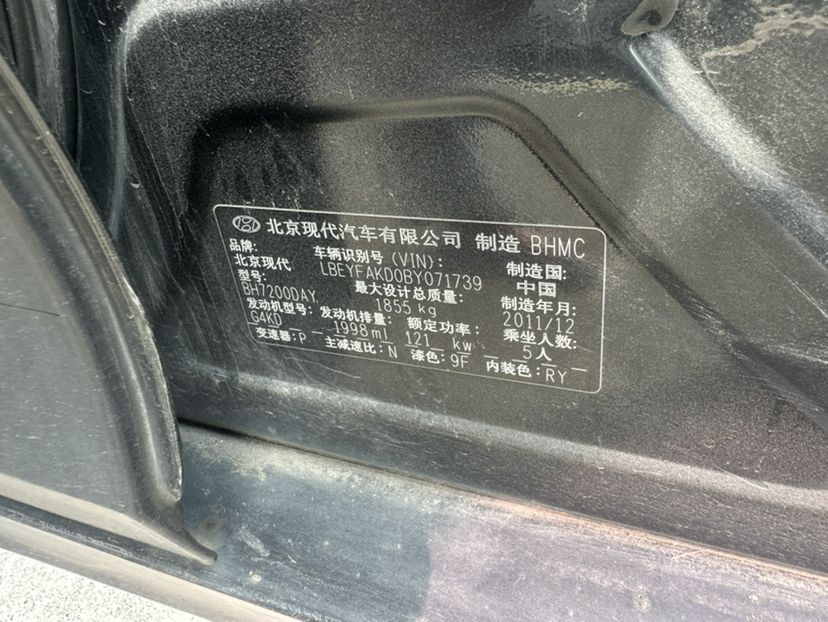 北京现代汽车有限公司 制造 BHMC
品牌: 车辆识别号(VIN): 制造国:
北京现代 LBEYFAKD0BY071739 中国
型号: 最大设计总质量: 制造年月:
BH7200DAY 1855 kg 2011/12
发动机型号: 发动机排量: 额定功率: 乘坐人数:
G4KD 1998ml 121 kw 5人
变速器:P 主减速比:N 漆色:9F 内装色:RY